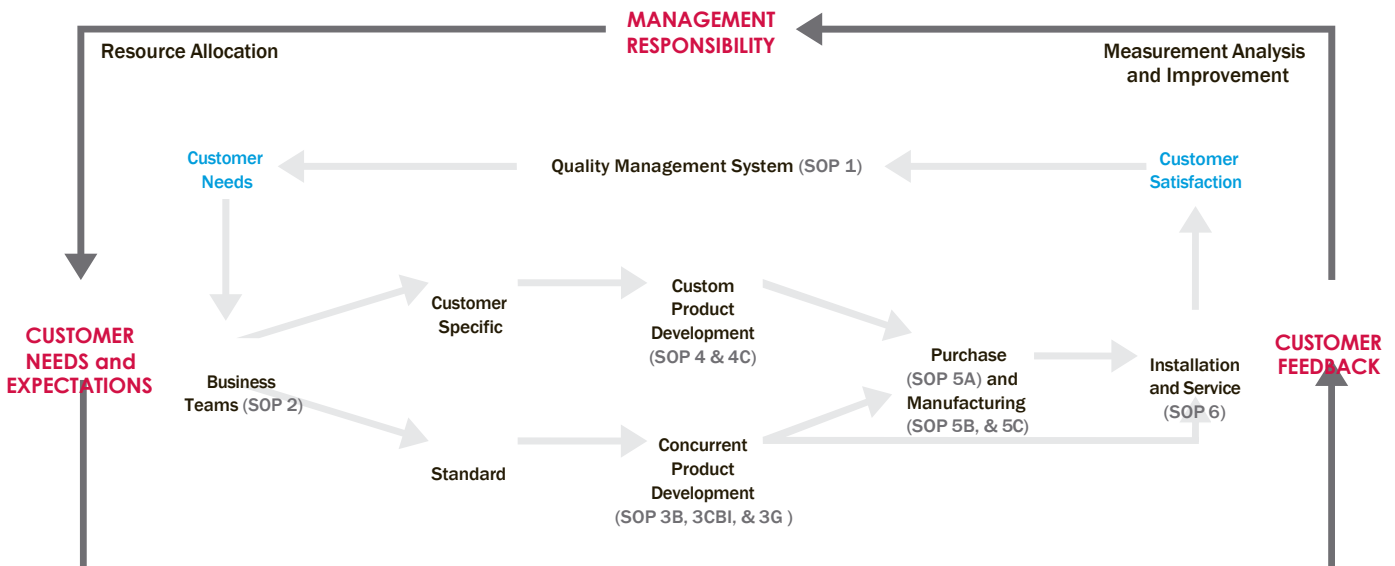 MANAGEMENT
RESPONSIBILITY
Resource Allocation
Measurement Analysis
and Improvement
Customer
Needs
Quality Management System (SOP 1)
Customer
Satisfaction
Customer
Specific
Custom
Product
Development
(SOP 4 & 4C)
CUSTOMER
NEEDS and
EXPECTATIONS
Business
Teams (SOP 2)
Purchase
(SOP 5A) and
Manufacturing
(SOP 5B, & 5C)
Installation
and Service
(SOP 6)
CUSTOMER
FEEDBACK
Standard
Concurrent
Product
Development
(SOP 3B, 3CBI, & 3G )